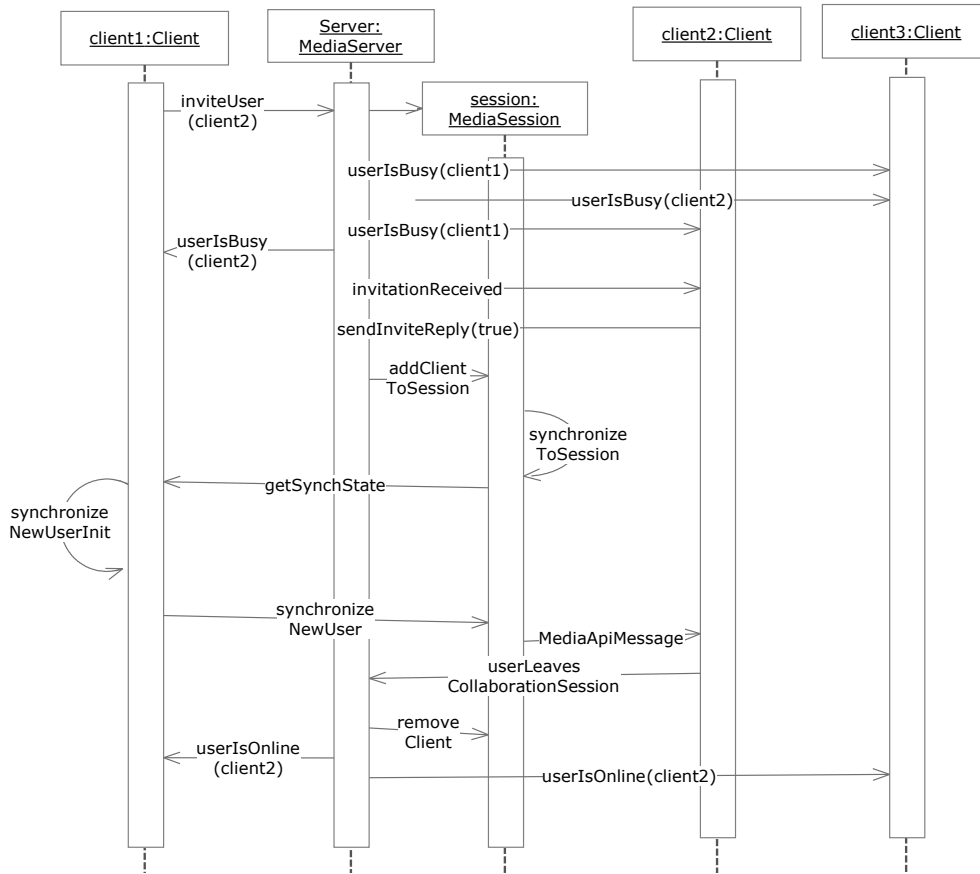 client1:Client
Server:
MediaServer
client2:Client
client3:Client
session:
MediaSession
inviteUser
(client2)
userIsBusy(client1)
userIsBusy(client2)
userIsBusy(client1)
userIsBusy
(client2)
invitationReceived
sendInviteReply(true)
addClient
ToSession
synchronize
ToSession
getSynchState
synchronize
NewUserInit
synchronize
NewUser
MediaApiMessage
userLeaves
CollaborationSession
remove
Client
userIsOnline
(client2)
userIsOnline(client2)